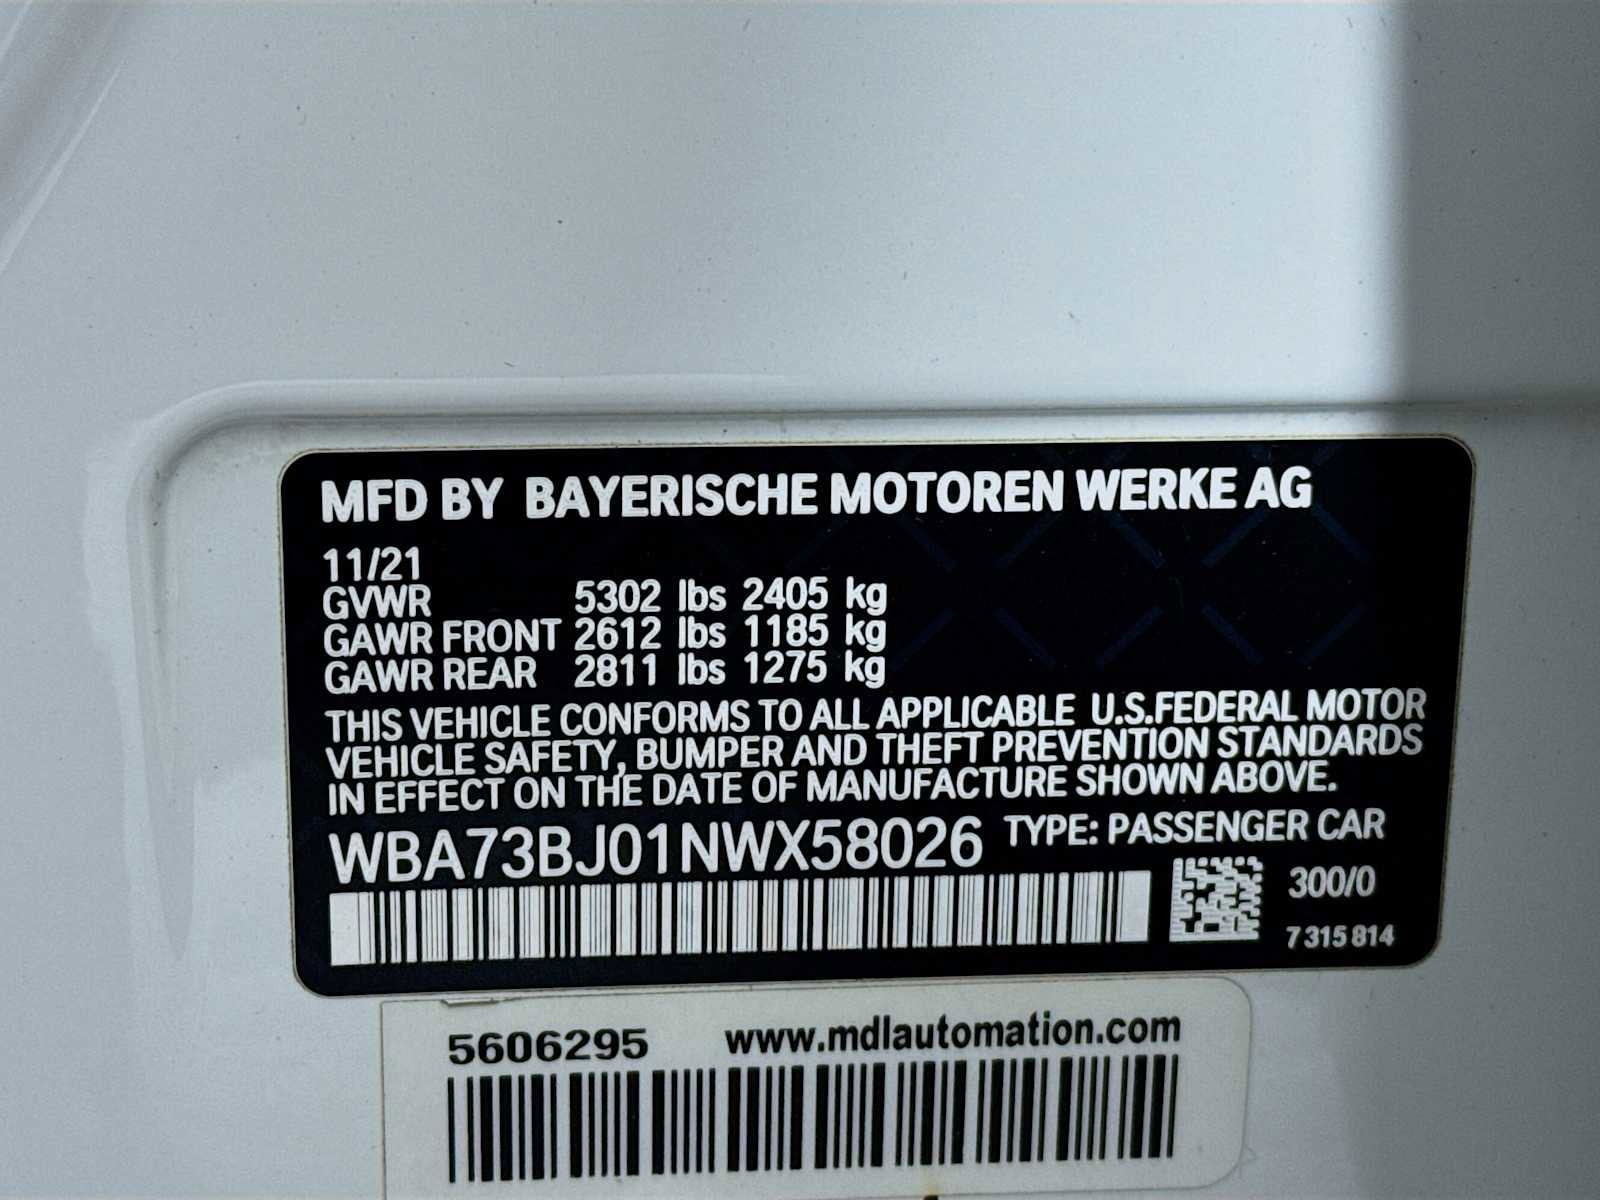 MFD BY BAYERISCHE MOTOREN WERKE AG
11/21
GVWR 5302 lbs 2405 kg
GAWR FRONT 2612 lbs 1185 kg
GAWR REAR 2811 lbs 1275 kg
THIS VEHICLE CONFORMS TO ALL APPLICABLE U.S.FEDERAL MOTOR
VEHICLE SAFETY, BUMPER AND THEFT PREVENTION STANDARDS
IN EFFECT ON THE DATE OF MANUFACTURE SHOWN ABOVE.
WBA73BJ01NWX58026 TYPE: PASSENGER CAR
300/0
7315814
5606295 www.mdlautomation.com